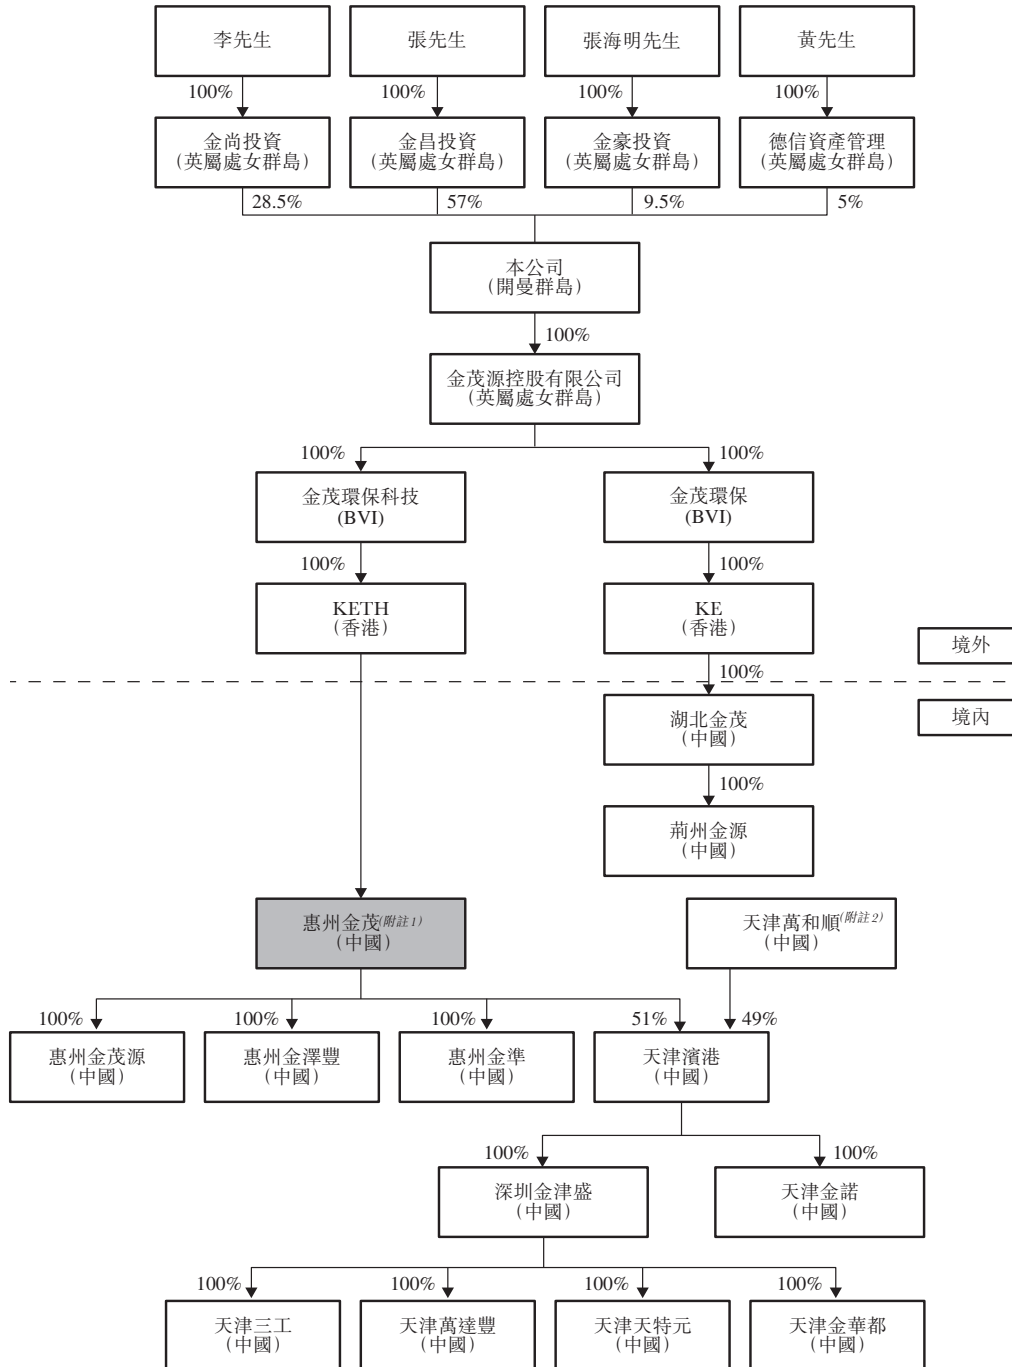 李先生
張先生
張海明先生
黃先生
100%
100%
100%
100%
金尚投資
(英屬處女群島)
金昌投資
(英屬處女群島)
金豪投資
(英屬處女群島)
德信資產管理
(英屬處女群島)
28.5%
57%
9.5%
5%
本公司
(開曼群島)
100%
金茂源控股有限公司
(英屬處女群島)
100%
100%
金茂環保科技
(BVI)
金茂環保
(BVI)
100%
100%
KETH
(香港)
KE
(香港)
境外
100%
境內
湖北金茂
(中國)
100%
荊州金源
(中國)
惠州金茂(附註1)
(中國)
天津萬和順(附註2)
(中國)
100%
100%
100%
51%
49%
惠州金茂源
(中國)
惠州金澤豐
(中國)
惠州金準
(中國)
天津濱港
(中國)
100%
100%
深圳金津盛
(中國)
天津金諾
(中國)
100%
100%
100%
100%
天津三工
(中國)
天津萬達豐
(中國)
天津天特元
(中國)
天津金華都
(中國)